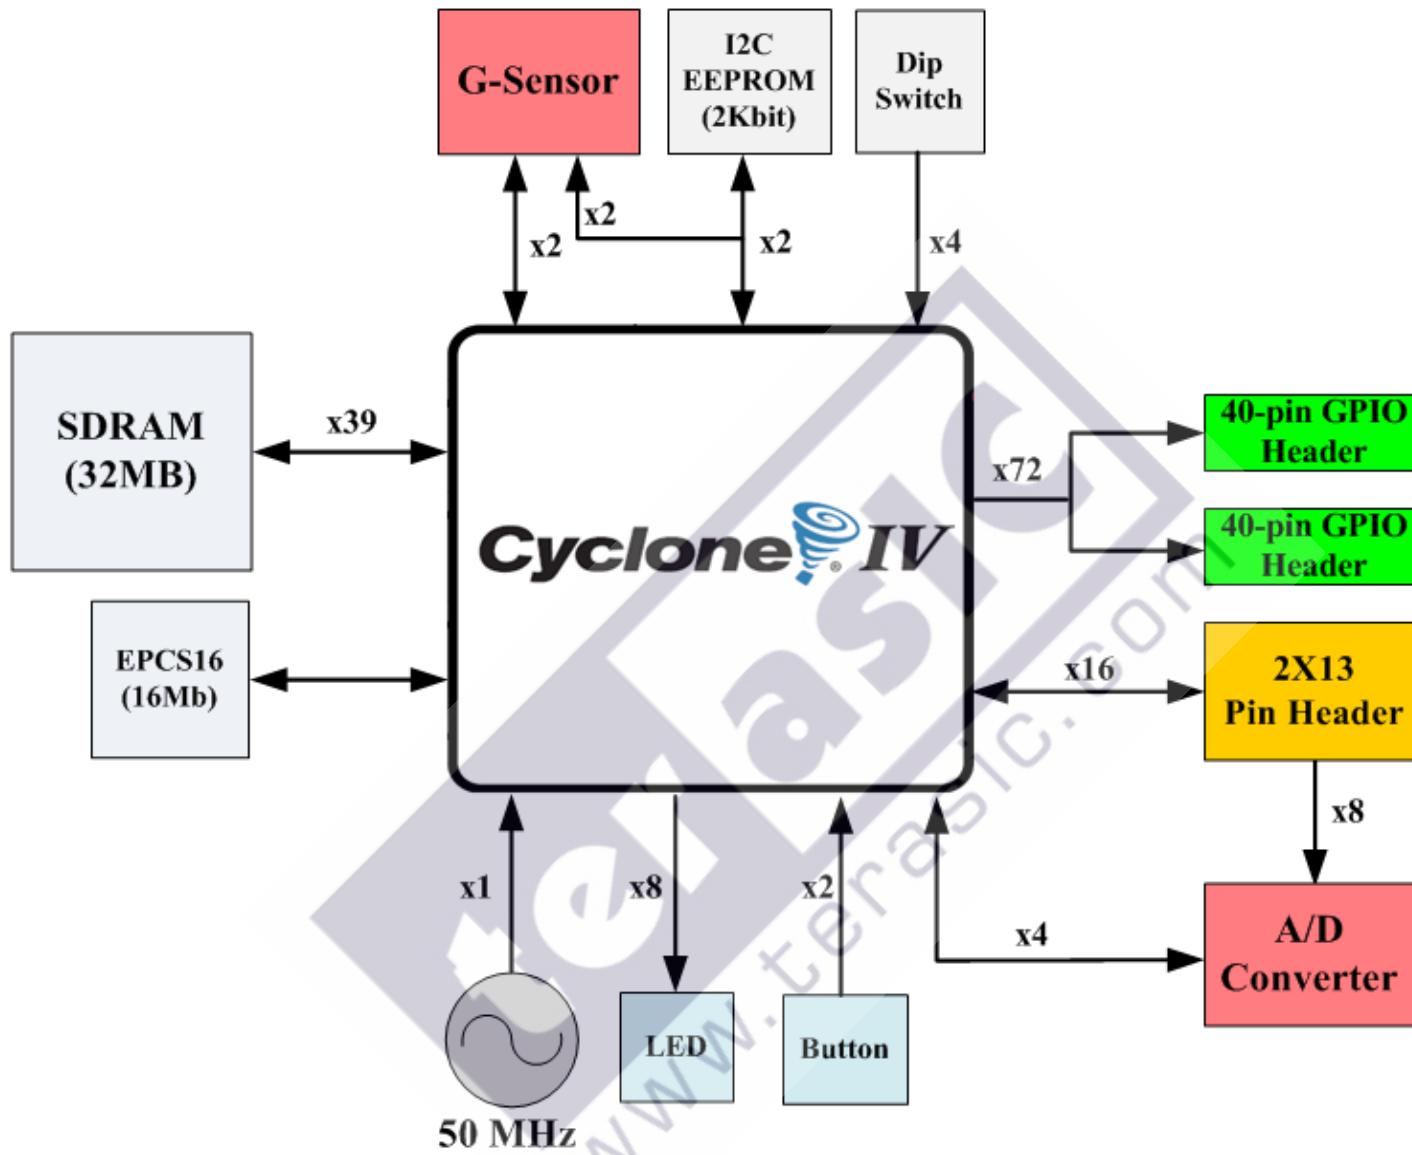 G-Sensor
I2C
EEPROM
(2Kbit)
Dip
Switch
x2
x2
x2
x4
SDRAM
(32MB)
x39
40-pin GPIO
Header
x72
40-pin GPIO
Header
Cyclone® IV
EPCS16
(16Mb)
x16
2X13
Pin Header
x8
x1
x8
x2
x4
A/D
Converter
LED
Button
50 MHz
terasic
www.terasic.com